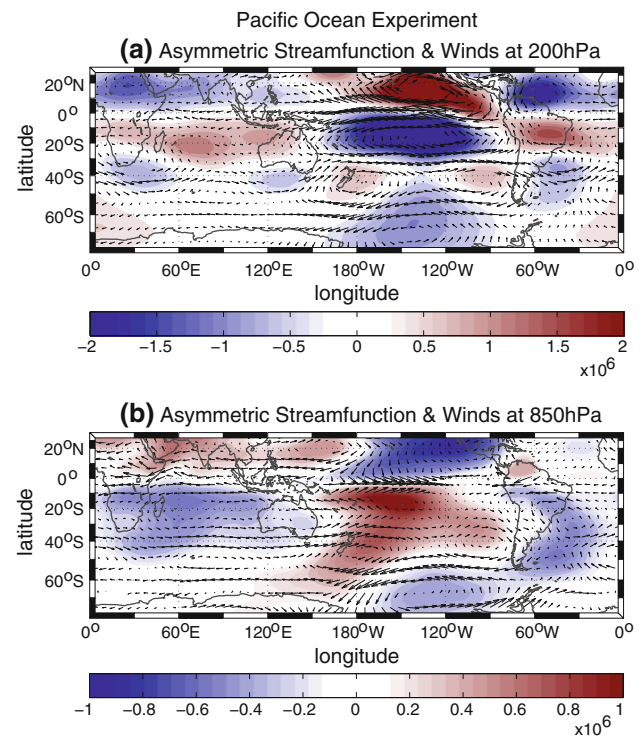 Pacific Ocean Experiment
(a) Asymmetric Streamfunction & Winds at 200hPa
20°N
0°
20°S
40°S
60°S
latitude
0° 60°E 120°E 180°W 120°W 60°W 0°
longitude
−2 −1.5 −1 −0.5 0 0.5 1 1.5 2
x10⁶
(b) Asymmetric Streamfunction & Winds at 850hPa
20°N
0°
20°S
40°S
60°S
latitude
0° 60°E 120°E 180°W 120°W 60°W 0°
longitude
−1 −0.8 −0.6 −0.4 −0.2 0 0.2 0.4 0.6 0.8 1
x10⁶